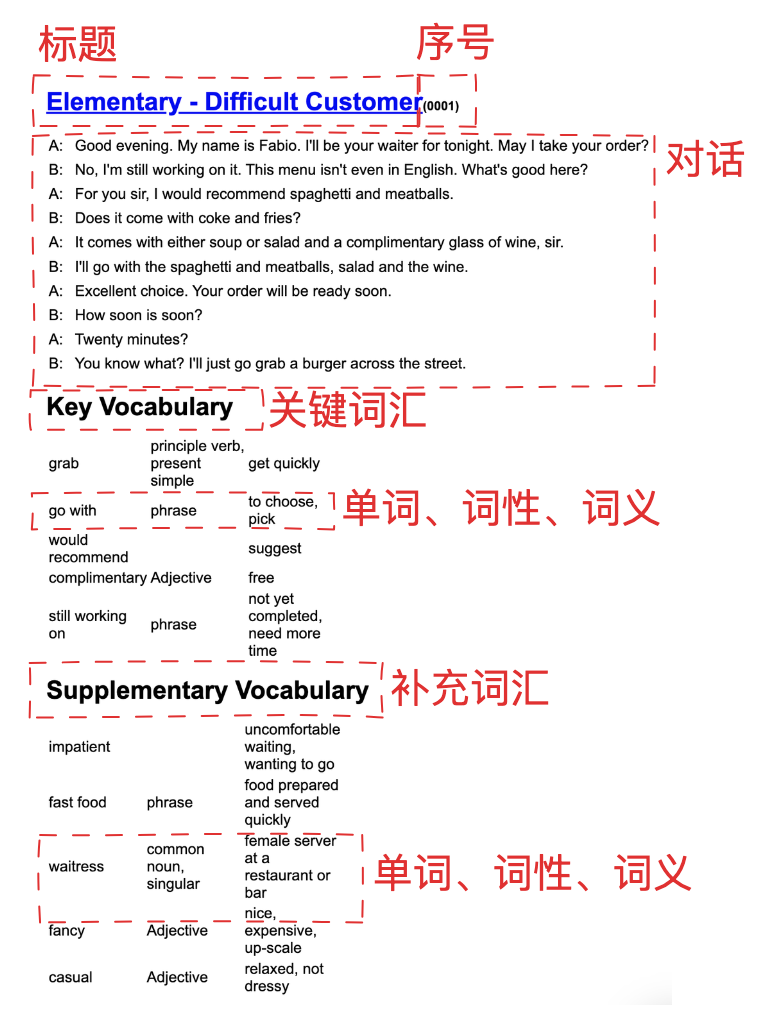 标题 序号
Elementary - Difficult Customer(0001)
A: Good evening. My name is Fabio. I'll be your waiter for tonight. May I take your order?
对话
B: No, I'm still working on it. This menu isn't even in English. What's good here?
A: For you sir, I would recommend spaghetti and meatballs.
B: Does it come with coke and fries?
A: It comes with either soup or salad and a complimentary glass of wine, sir.
B: I'll go with the spaghetti and meatballs, salad and the wine.
A: Excellent choice. Your order will be ready soon.
B: How soon is soon?
A: Twenty minutes?
B: You know what? I'll just go grab a burger across the street.
Key Vocabulary 关键词汇
grab
principle verb,
present
simple
get quickly
go with
phrase
to choose,
pick
单词、词性、词义
would
recommend
suggest
complimentary Adjective free
still working
on
phrase
not yet
completed,
need more
time
Supplementary Vocabulary 补充词汇
impatient
uncomfortable
waiting,
wanting to go
fast food
phrase
food prepared
and served
quickly
waitress
common
noun,
singular
female server
at a
restaurant or
bar
单词、词性、词义
fancy
Adjective
nice,
expensive,
up-scale
casual
Adjective
relaxed, not
dressy